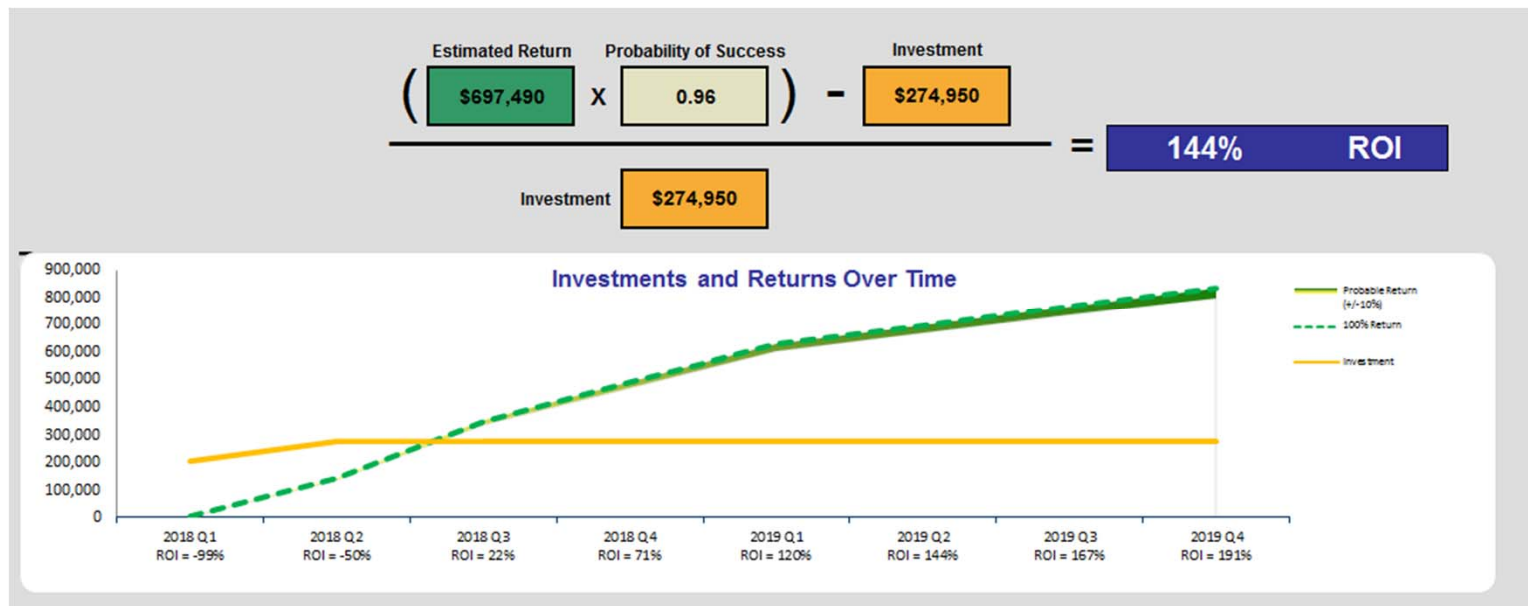 Estimated Return Probability of Success Investment
( $697,490 X 0.96 ) - $274,950
= 144% ROI
Investment $274,950
Investments and Returns Over Time
900,000
800,000
700,000
600,000
500,000
400,000
300,000
200,000
100,000
0
Probable Return
(+/-10%)
100% Return
Investment
2018 Q1 2018 Q2 2018 Q3 2018 Q4 2019 Q1 2019 Q2 2019 Q3 2019 Q4
ROI = -99% ROI = -50% ROI = 22% ROI = 71% ROI = 120% ROI = 144% ROI = 167% ROI = 191%